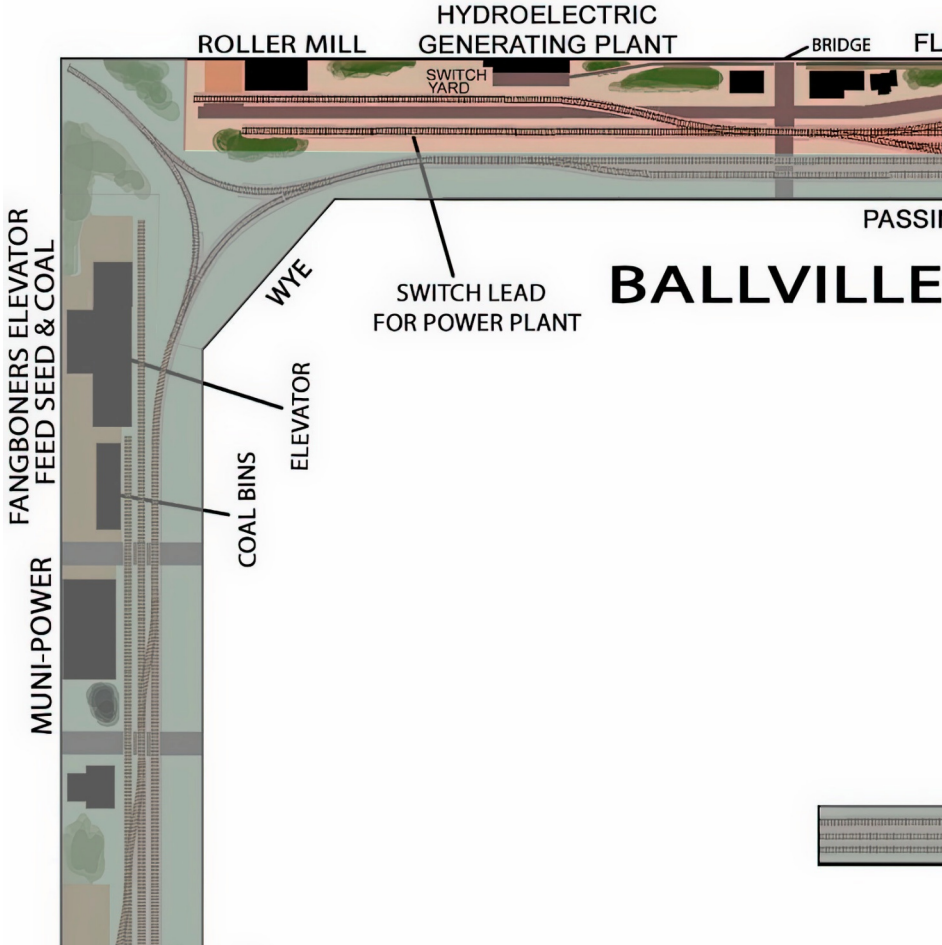 HYDROELECTRIC
GENERATING PLANT
ROLLER MILL
BRIDGE
FL
SWITCH
YARD
PASSI
BALLVILLE
SWITCH LEAD
FOR POWER PLANT
WYE
FANGBONERS ELEVATOR
FEED SEED & COAL
ELEVATOR
COAL BINS
MUNI-POWER